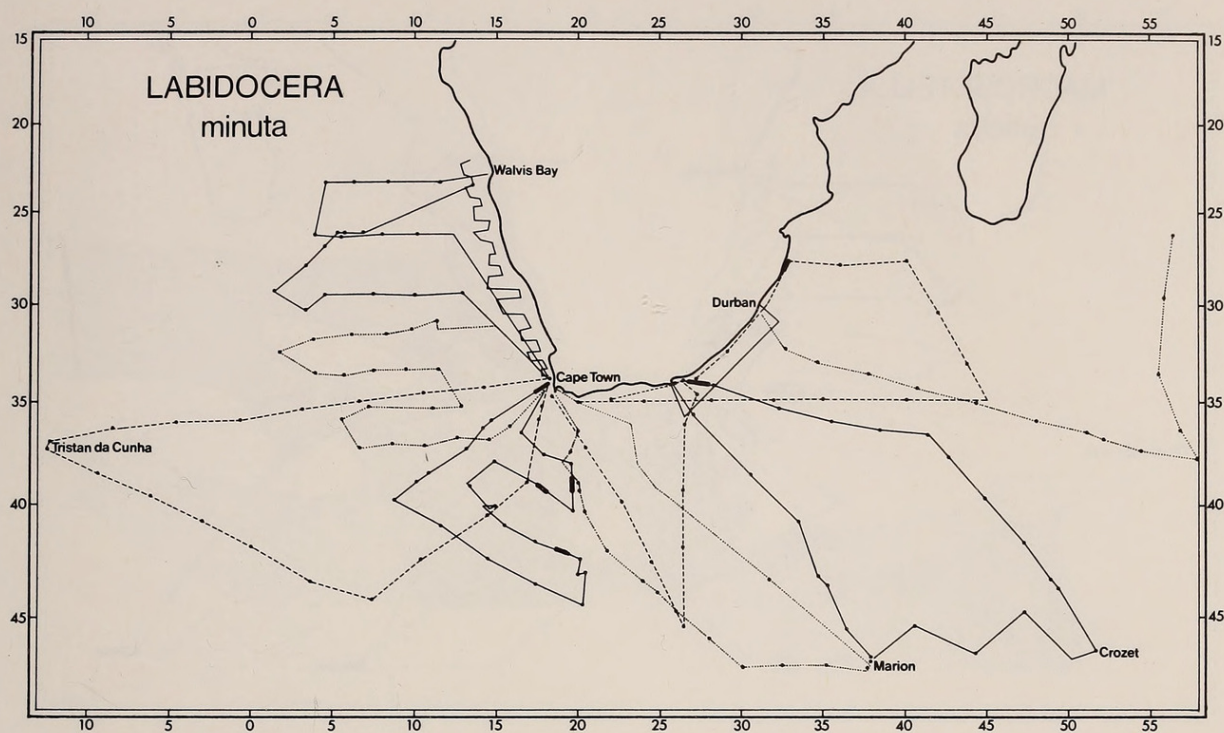 10 5 0 5 10 15 20 25 30 35 40 45 50 55
15 15
LABIDOCERA
minuta
20 20
Walvis Bay
25 25
Durban
30 30
Cape Town
35 35
Tristan da Cunha
40 40
45 45
Crozet
Marion
10 5 0 5 10 15 20 25 30 35 40 45 50 55